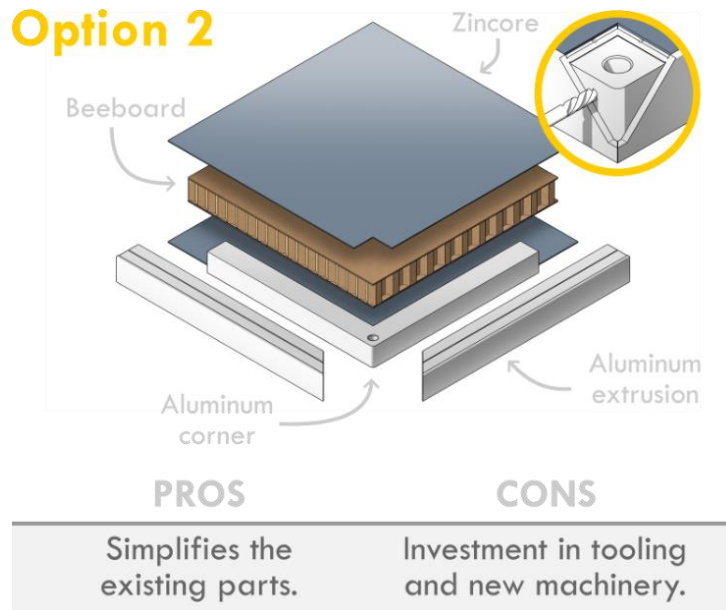 Option 2
Zincore
Beeboard
Aluminum
extrusion
Aluminum
corner
PROS
CONS
Simplifies the
existing parts.
Investment in tooling
and new machinery.